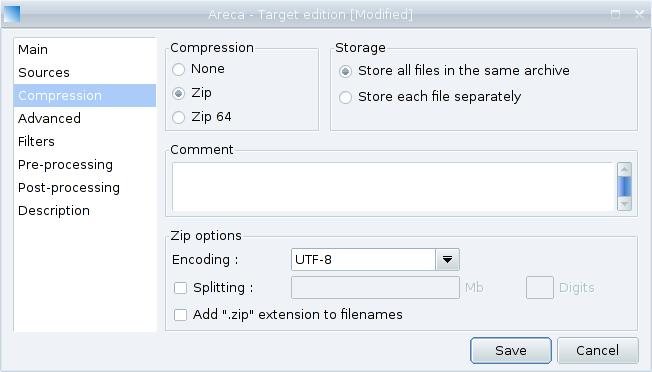 Areca - Target edition [Modified]
Main
Sources
Compression
Advanced
Filters
Pre-processing
Post-processing
Description
Compression
None
Zip
Zip 64
Storage
Store all files in the same archive
Store each file separately
Comment
Zip options
Encoding : UTF-8
Splitting : Mb Digits
Add ".zip" extension to filenames
Save Cancel